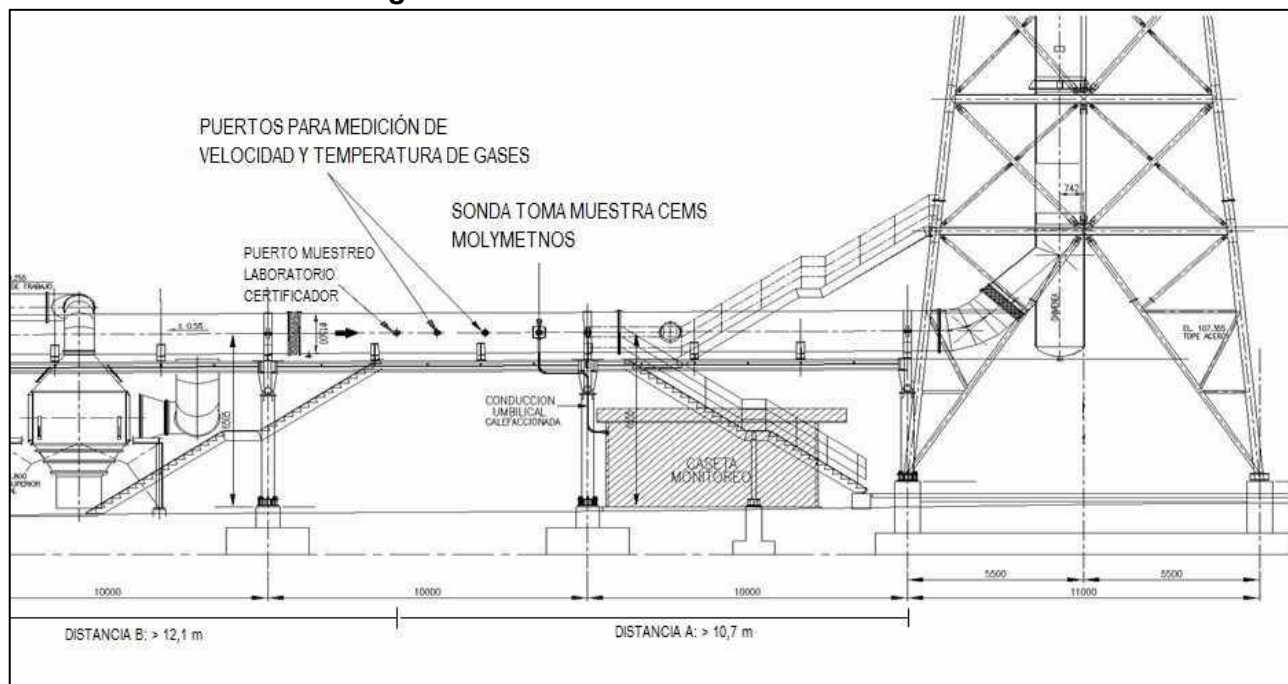 PUERTOS PARA MEDICIÓN DE
VELOCIDAD Y TEMPERATURA DE GASES
SONDA TOMA MUESTRA CEMS
MOLYMETNOS
PUERTO MUESTREO
LABORATORIO
CERTIFICADOR
742
DE TRABAJO
EL. 107.355
TOPE ACERO
CONDUCCION
UMBILICAL
CALEFACCIONADA
CASETA
MONITOREO
10000
10000
10000
5500
5500
11000
DISTANCIA B: > 12,1 m
DISTANCIA A: > 10,7 m